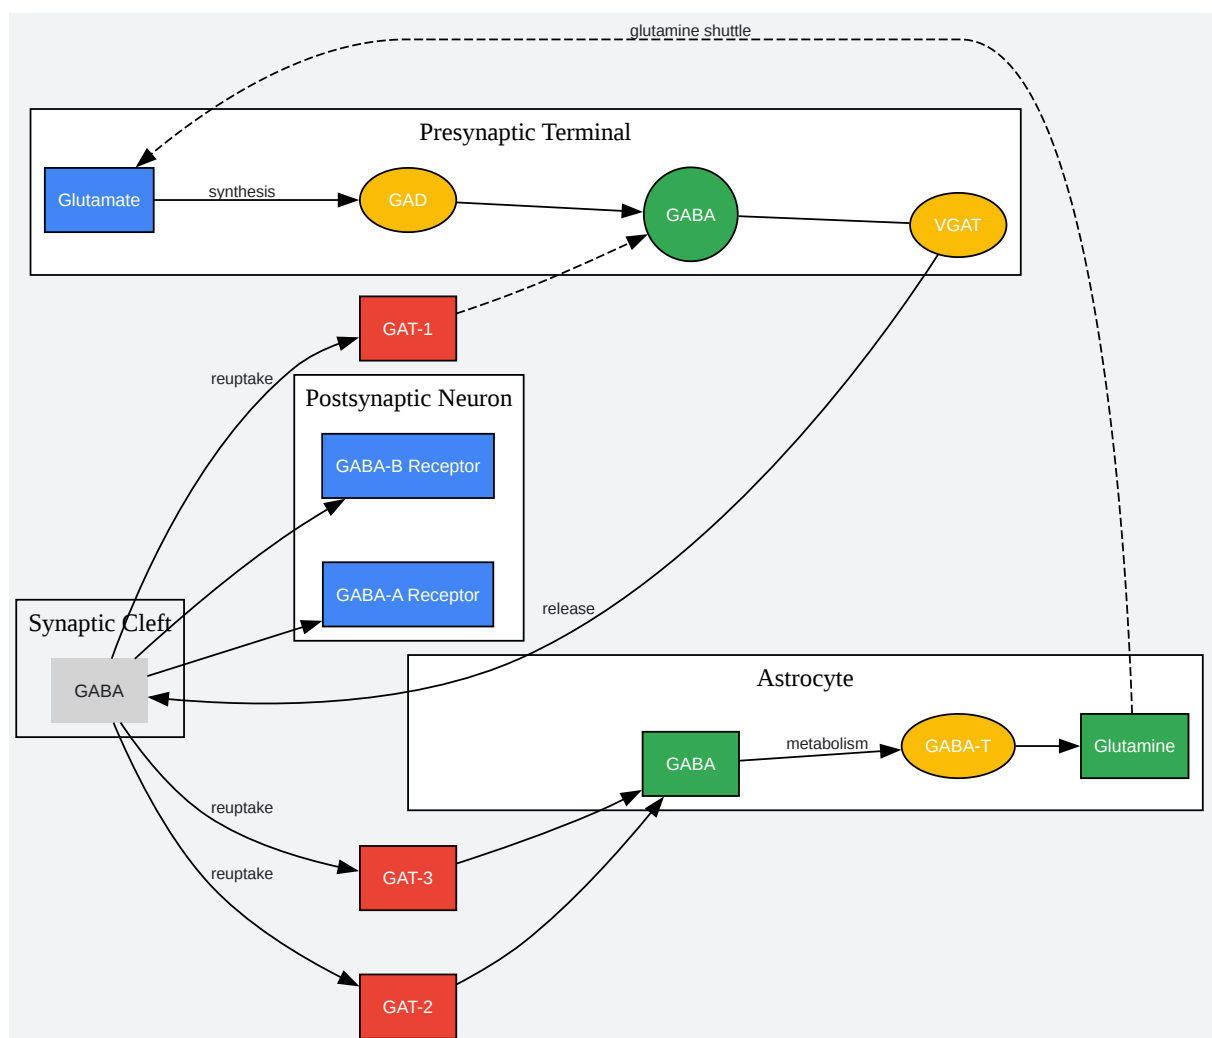 glutamine shuttle
Presynaptic Terminal
Glutamate
synthesis
GAD
GABA
VGAT
GAT-1
reuptake
Postsynaptic Neuron
GABA-B Receptor
GABA-A Receptor
release
Synaptic Cleft
GABA
Astrocyte
GABA
metabolism
GABA-T
Glutamine
reuptake
GAT-3
reuptake
GAT-2